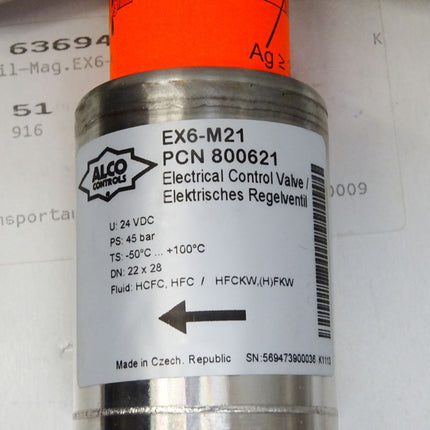 63694
K
il-Mag.EX6-
Ag ≥
51
916
0009
nsportau
ALCO
CONTROLS
EX6-M21
PCN 800621
Electrical Control Valve /
Elektrisches Regelventil
U: 24 VDC
PS: 45 bar
TS: -50°C ... +100°C
DN: 22 x 28
Fluid: HCFC, HFC / HFCKW,(H)FKW
Made in Czech. Republic SN:569473900036 K1113